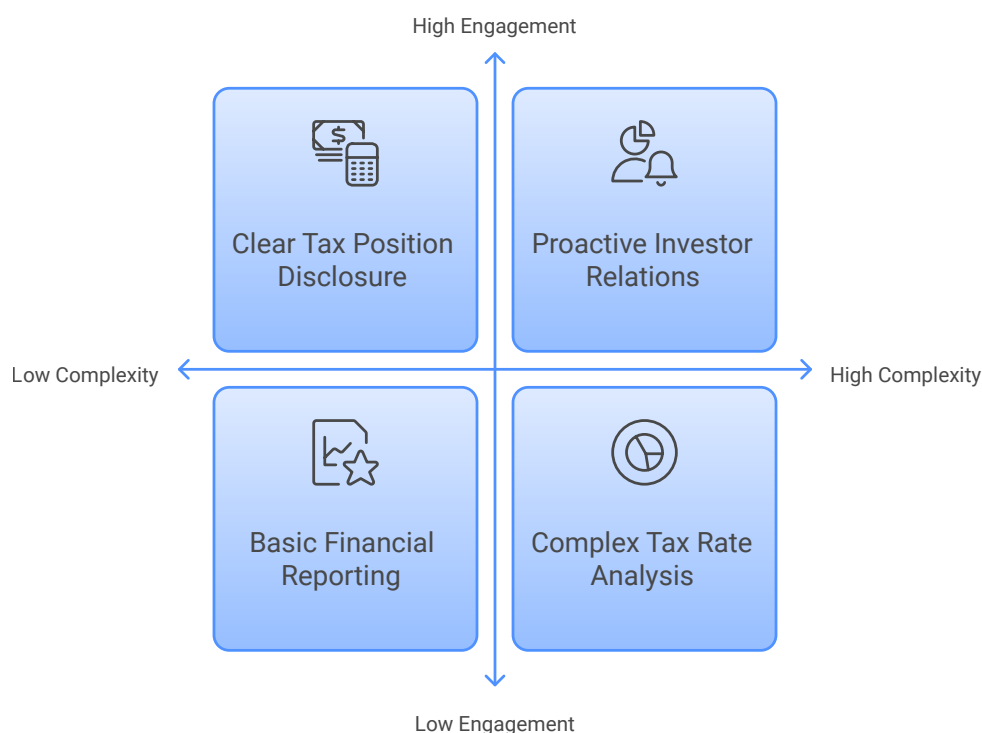 High Engagement
$
Clear Tax Position
Disclosure
Proactive Investor
Relations
Low Complexity
High Complexity
Basic Financial
Reporting
Complex Tax Rate
Analysis
Low Engagement